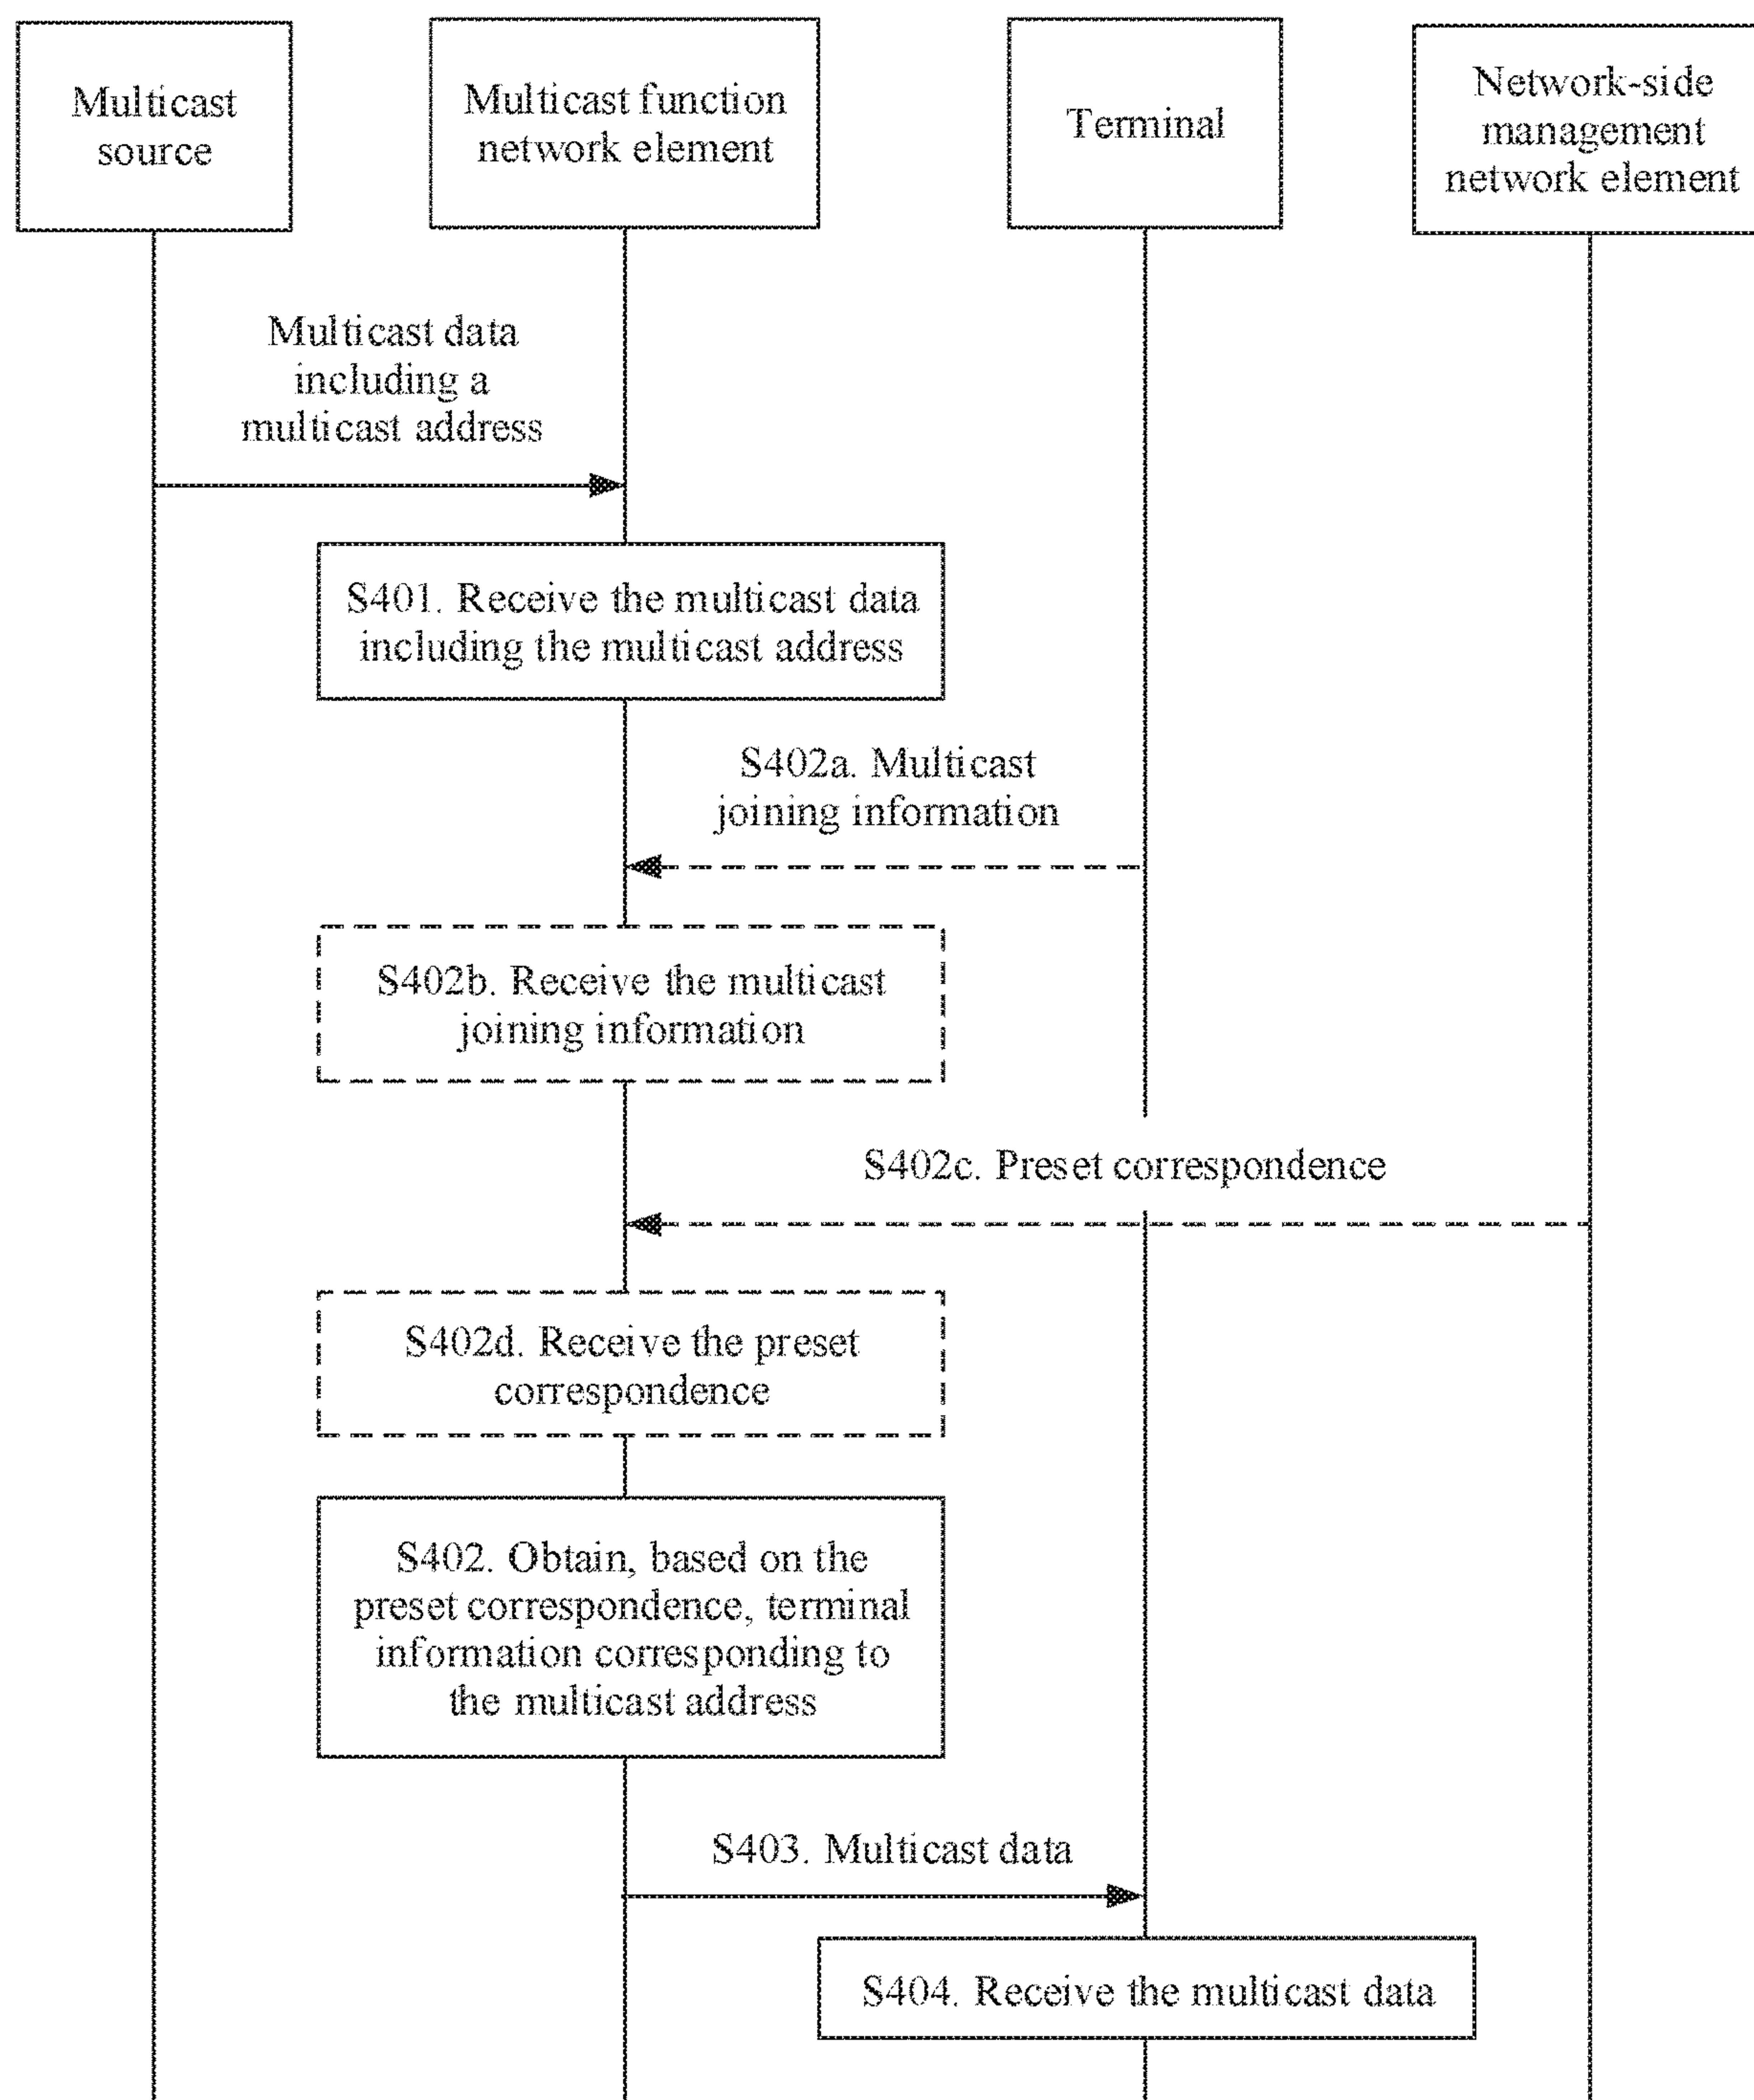 Multicast
source
Multicast function
network element
Terminal
Network-side
management
network element
Multicast data
including a
multicast address
S401. Receive the multicast data
including the multicast address
S402a. Multicast
joining information
S402b. Receive the multicast
joining information
S402c. Preset correspondence
S402d. Receive the preset
correspondence
S402. Obtain, based on the
preset correspondence, terminal
information corresponding to
the multicast address
S403. Multicast data
S404. Receive the multicast data